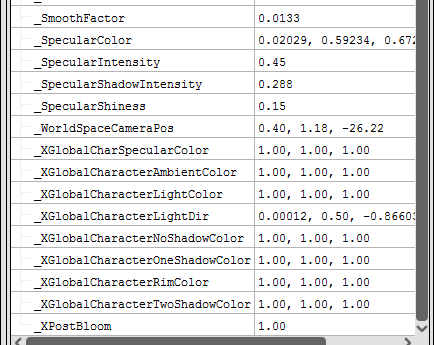 _SmoothFactor 0.0133
_SpecularColor 0.02029, 0.59234, 0.672
_SpecularIntensity 0.45
_SpecularShadowIntensity 0.288
_SpecularShiness 0.15
_WorldSpaceCameraPos 0.40, 1.18, -26.22
_XGlobalCharSpecularColor 1.00, 1.00, 1.00
_XGlobalCharacterAmbientColor 1.00, 1.00, 1.00
_XGlobalCharacterLightColor 1.00, 1.00, 1.00
_XGlobalCharacterLightDir 0.00012, 0.50, -0.86603
_XGlobalCharacterNoShadowColor 1.00, 1.00, 1.00
_XGlobalCharacterOneShadowColor 1.00, 1.00, 1.00
_XGlobalCharacterRimColor 1.00, 1.00, 1.00
_XGlobalCharacterTwoShadowColor 1.00, 1.00, 1.00
_XPostBloom 1.00